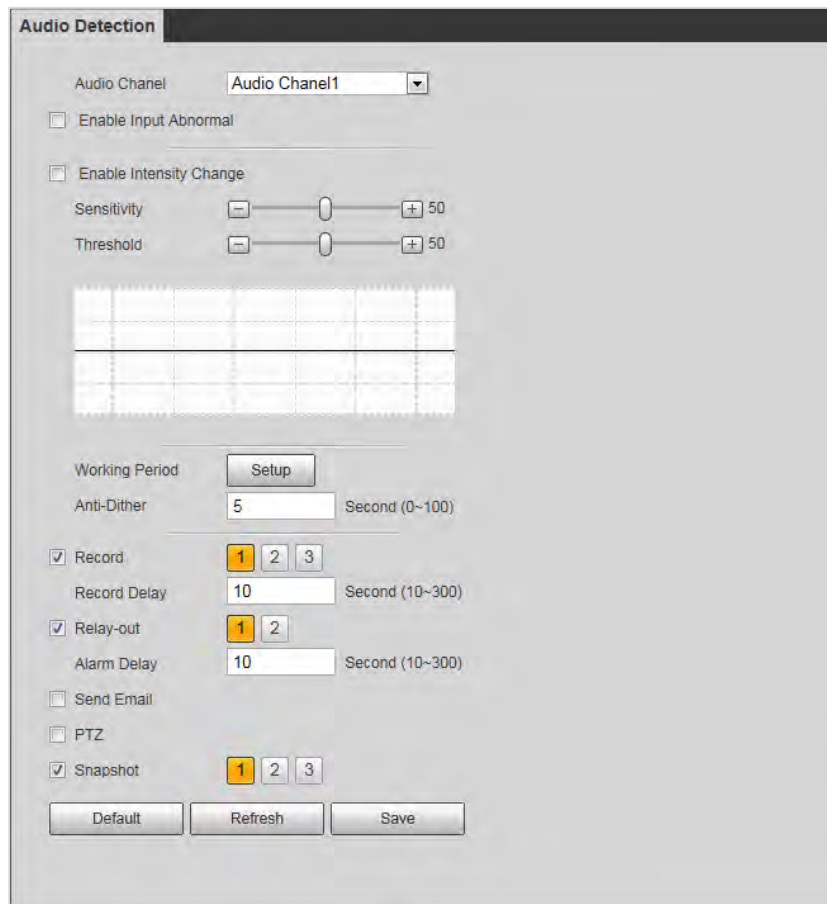 Audio Detection
Audio Chanel Audio Chanel1
Enable Input Abnormal
Enable Intensity Change
Sensitivity 50
Threshold 50
Working Period Setup
Anti-Dither 5 Second (0~100)
Record 1 2 3
Record Delay 10 Second (10~300)
Relay-out 1 2
Alarm Delay 10 Second (10~300)
Send Email
PTZ
Snapshot 1 2 3
Default Refresh Save